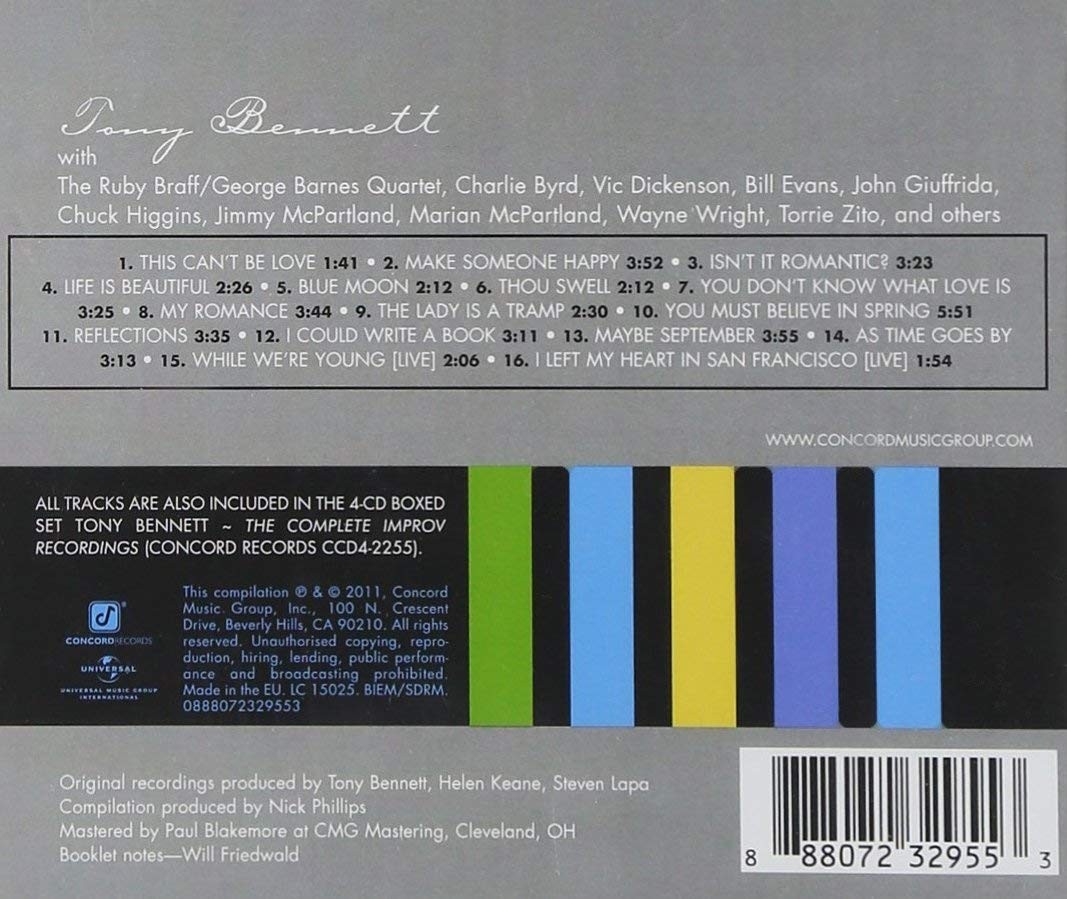 Tony Bennett
with
The Ruby Braff/George Barnes Quartet, Charlie Byrd, Vic Dickenson, Bill Evans, John Giuffrida,
Chuck Higgins, Jimmy McPartland, Marian McPartland, Wayne Wright, Torrie Zito, and others
1. THIS CAN'T BE LOVE 1:41 • 2. MAKE SOMEONE HAPPY 3:52 • 3. ISN'T IT ROMANTIC? 3:23
4. LIFE IS BEAUTIFUL 2:26 • 5. BLUE MOON 2:12 • 6. THOU SWELL 2:12 • 7. YOU DON'T KNOW WHAT LOVE IS
3:25 • 8. MY ROMANCE 3:44 • 9. THE LADY IS A TRAMP 2:30 • 10. YOU MUST BELIEVE IN SPRING 5:51
11. REFLECTIONS 3:35 • 12. I COULD WRITE A BOOK 3:11 • 13. MAYBE SEPTEMBER 3:55 • 14. AS TIME GOES BY
3:13 • 15. WHILE WE'RE YOUNG [LIVE] 2:06 • 16. I LEFT MY HEART IN SAN FRANCISCO [LIVE] 1:54
WWW.CONCORDMUSICGROUP.COM
ALL TRACKS ARE ALSO INCLUDED IN THE 4-CD BOXED
SET TONY BENNETT ~ THE COMPLETE IMPROV
RECORDINGS (CONCORD RECORDS CCD4-2255).
CONCORDRECORDS
UNIVERSAL
UNIVERSAL MUSIC GROUP
INTERNATIONAL
This compilation ℗ & © 2011, Concord
Music Group, Inc., 100 N. Crescent
Drive, Beverly Hills, CA 90210. All rights
reserved. Unauthorised copying, repro-
duction, hiring, lending, public perform-
ance and broadcasting prohibited.
Made in the EU. LC 15025. BIEM/SDRM.
0888072329553
Original recordings produced by Tony Bennett, Helen Keane, Steven Lapa
Compilation produced by Nick Phillips
Mastered by Paul Blakemore at CMG Mastering, Cleveland, OH
Booklet notes—Will Friedwald
8 88072 32955 3